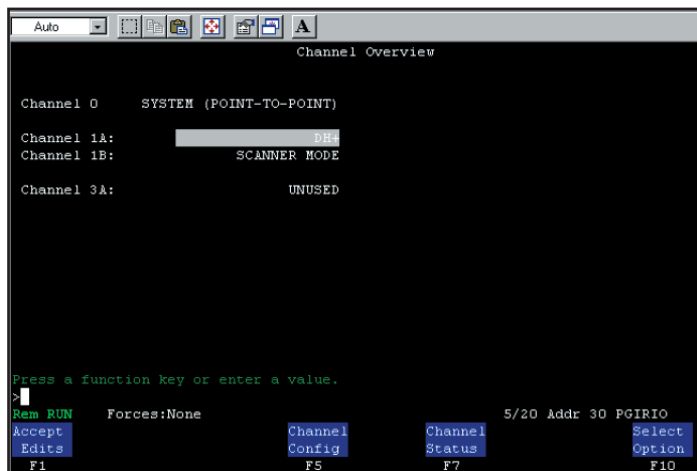 Auto
A
Channel Overview
Channel 0 SYSTEM (POINT-TO-POINT)
Channel 1A: DH+
Channel 1B: SCANNER MODE
Channel 3A: UNUSED
Press a function key or enter a value.
>
Rem RUN Forces:None 5/20 Addr 30 PGIRIO
Accept Channel Channel Select
Edits Config Status Option
F1 F5 F7 F10